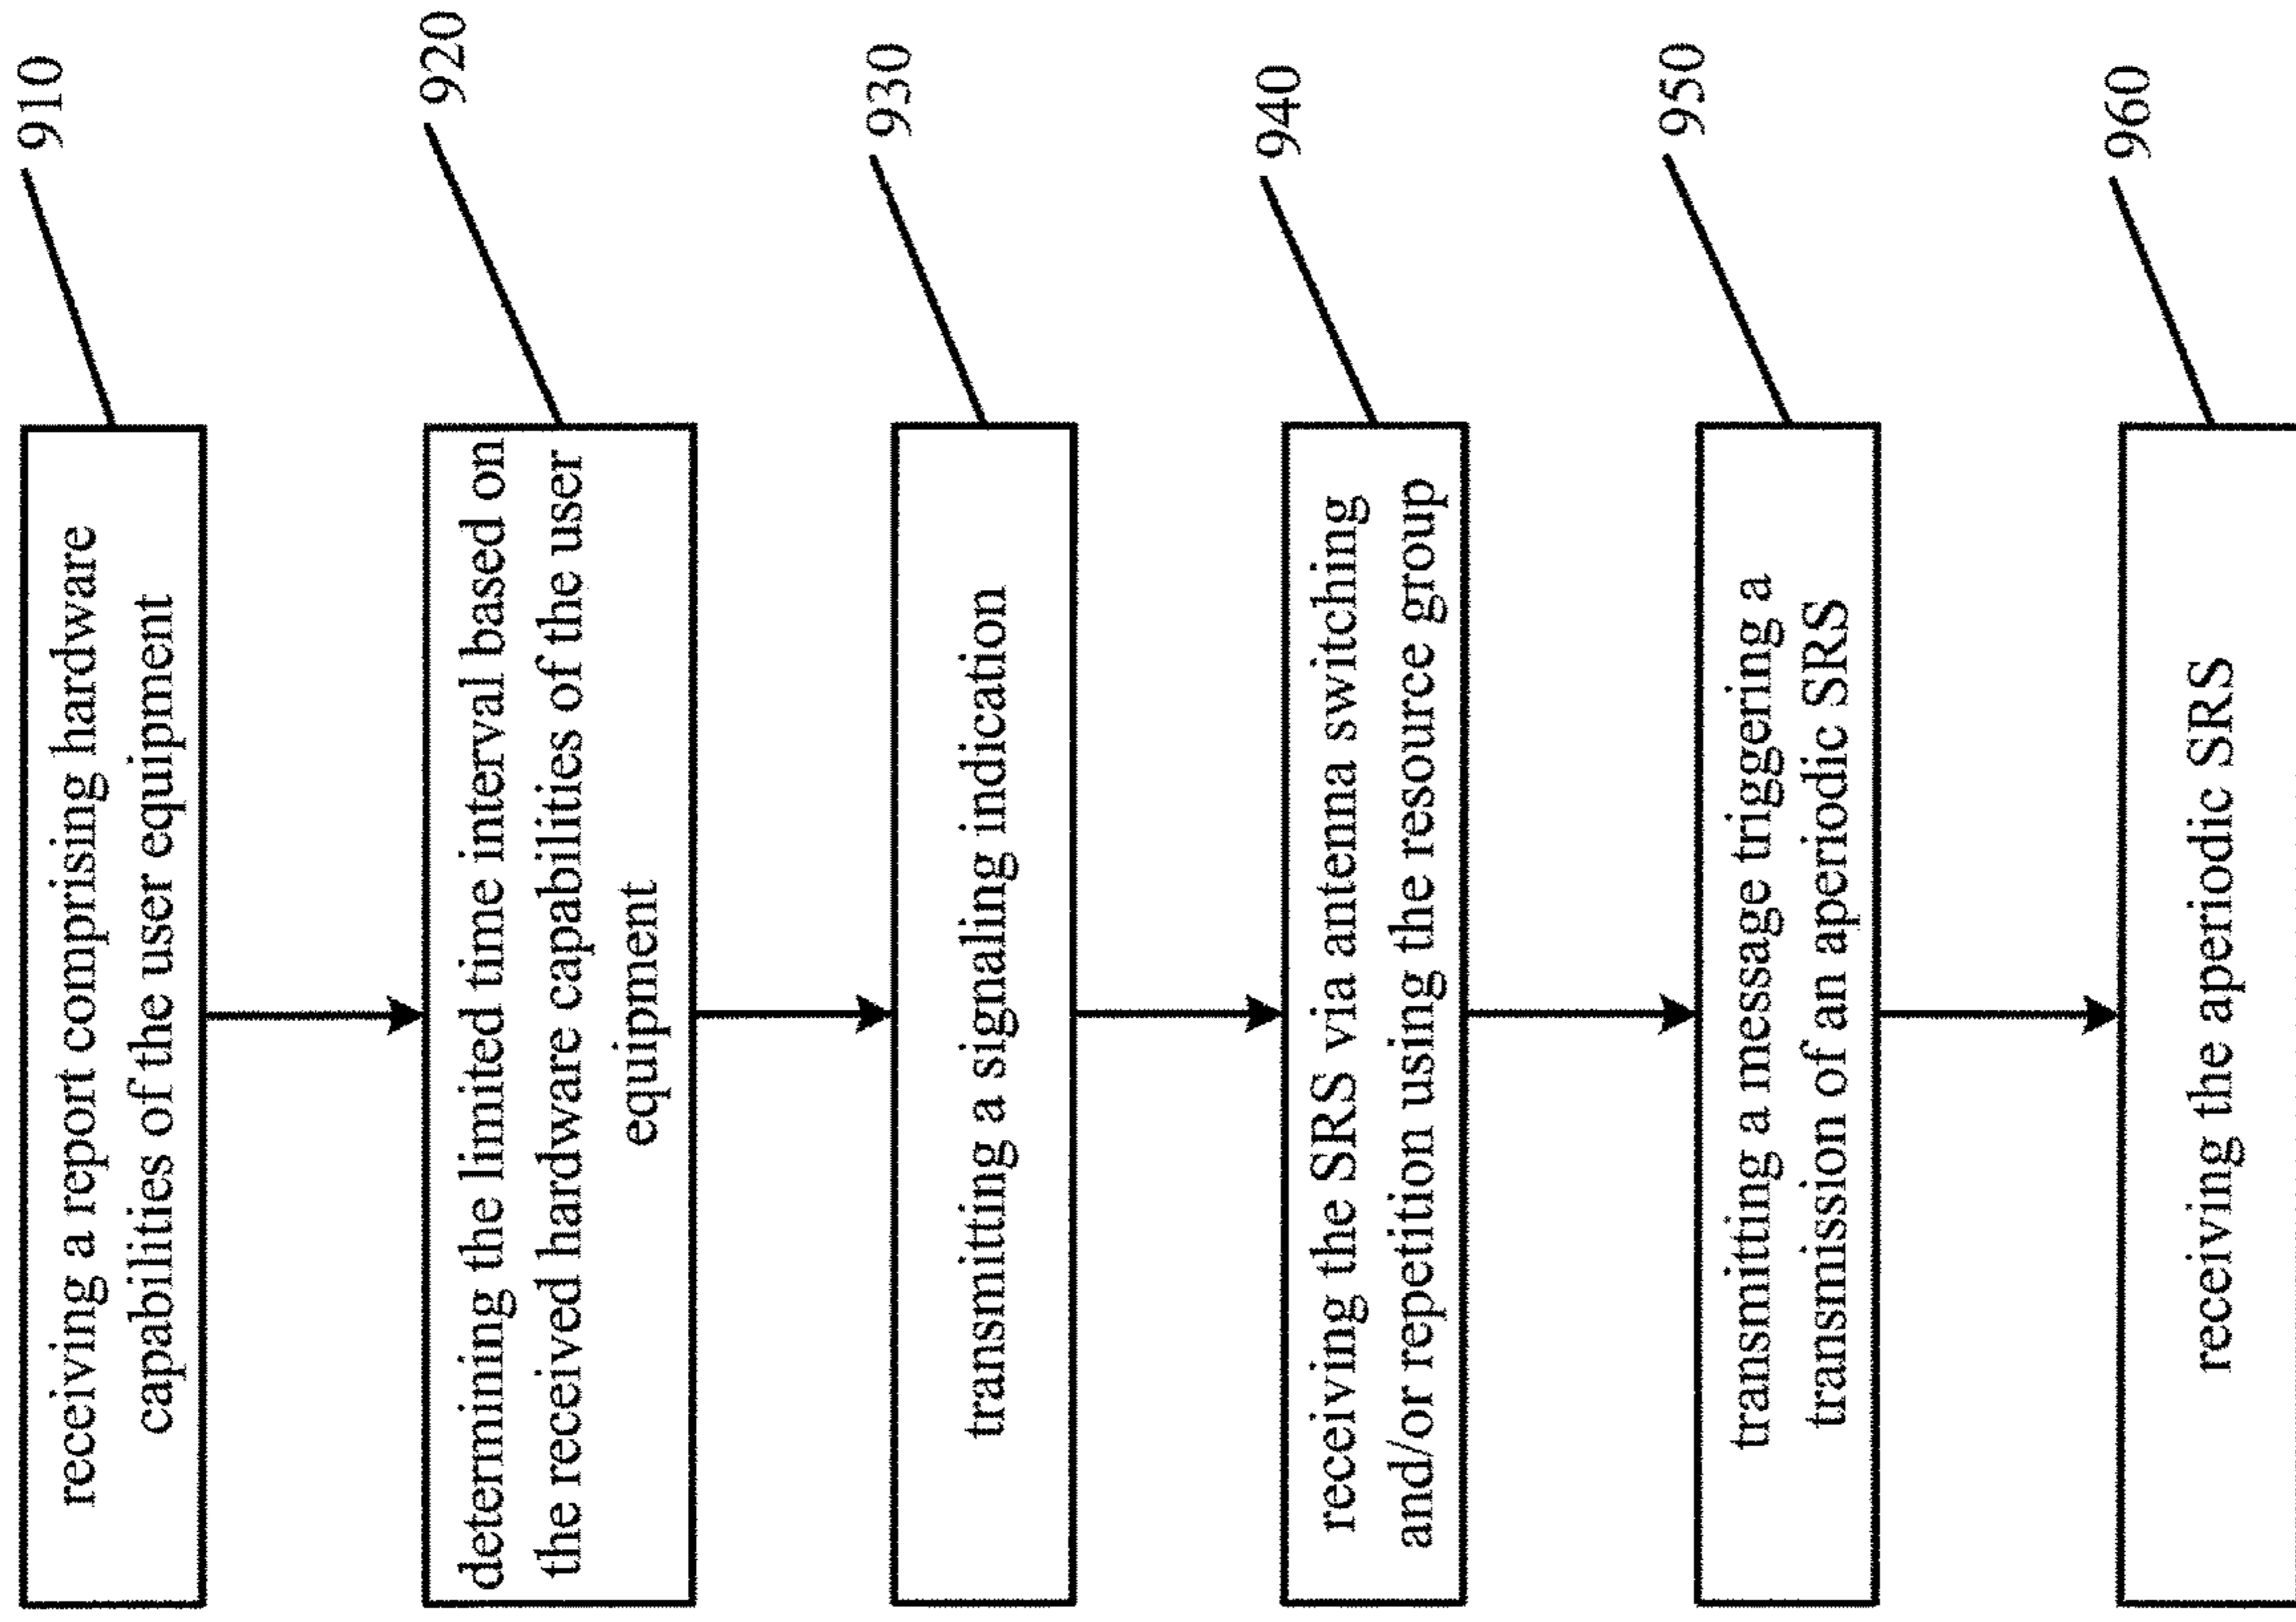 receiving a report comprising hardware
capabilities of the user equipment
910
determining the limited time interval based on
the received hardware capabilities of the user
equipment
920
transmitting a signaling indication
930
receiving the SRS via antenna switching
and/or repetition using the resource group
940
transmitting a message triggering a
transmission of an aperiodic SRS
950
receiving the aperiodic SRS
960